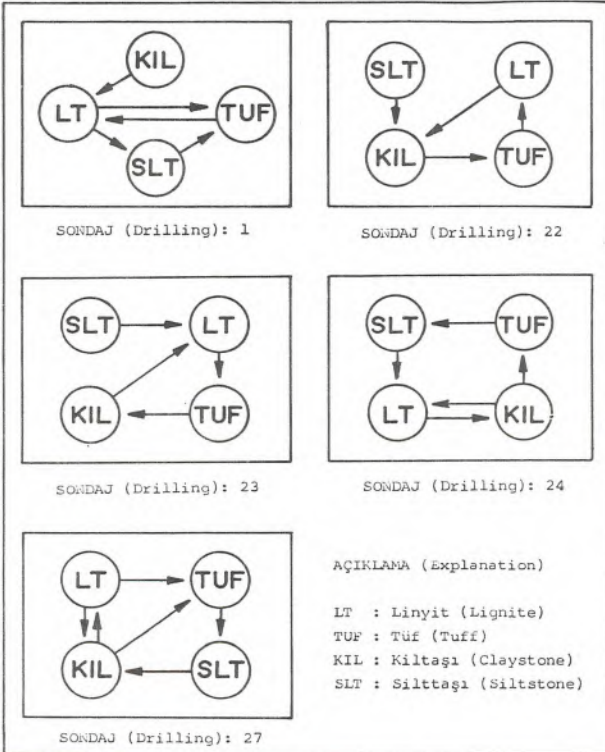 KIL
LT TUF
SLT
SONDAJ (Drilling): 1
SLT LT
KIL TUF
SONDAJ (Drilling): 22
SLT LT
KIL TUF
SONDAJ (Drilling): 23
SLT TUF
LT KIL
SONDAJ (Drilling): 24
LT TUF
KIL SLT
SONDAJ (Drilling): 27
AÇIKLAMA (Explanation)
LT : Linyit (Lignite)
TUF : Tüf (Tuff)
KIL : Kiltaşı (Claystone)
SLT : Silttaşı (Siltstone)